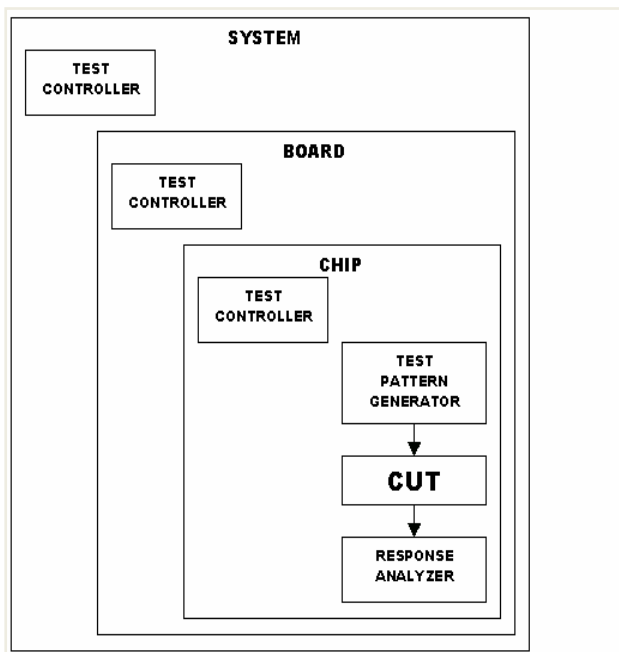 SYSTEM
TEST
CONTROLLER
BOARD
TEST
CONTROLLER
CHIP
TEST
CONTROLLER
TEST
PATTERN
GENERATOR
CUT
RESPONSE
ANALYZER